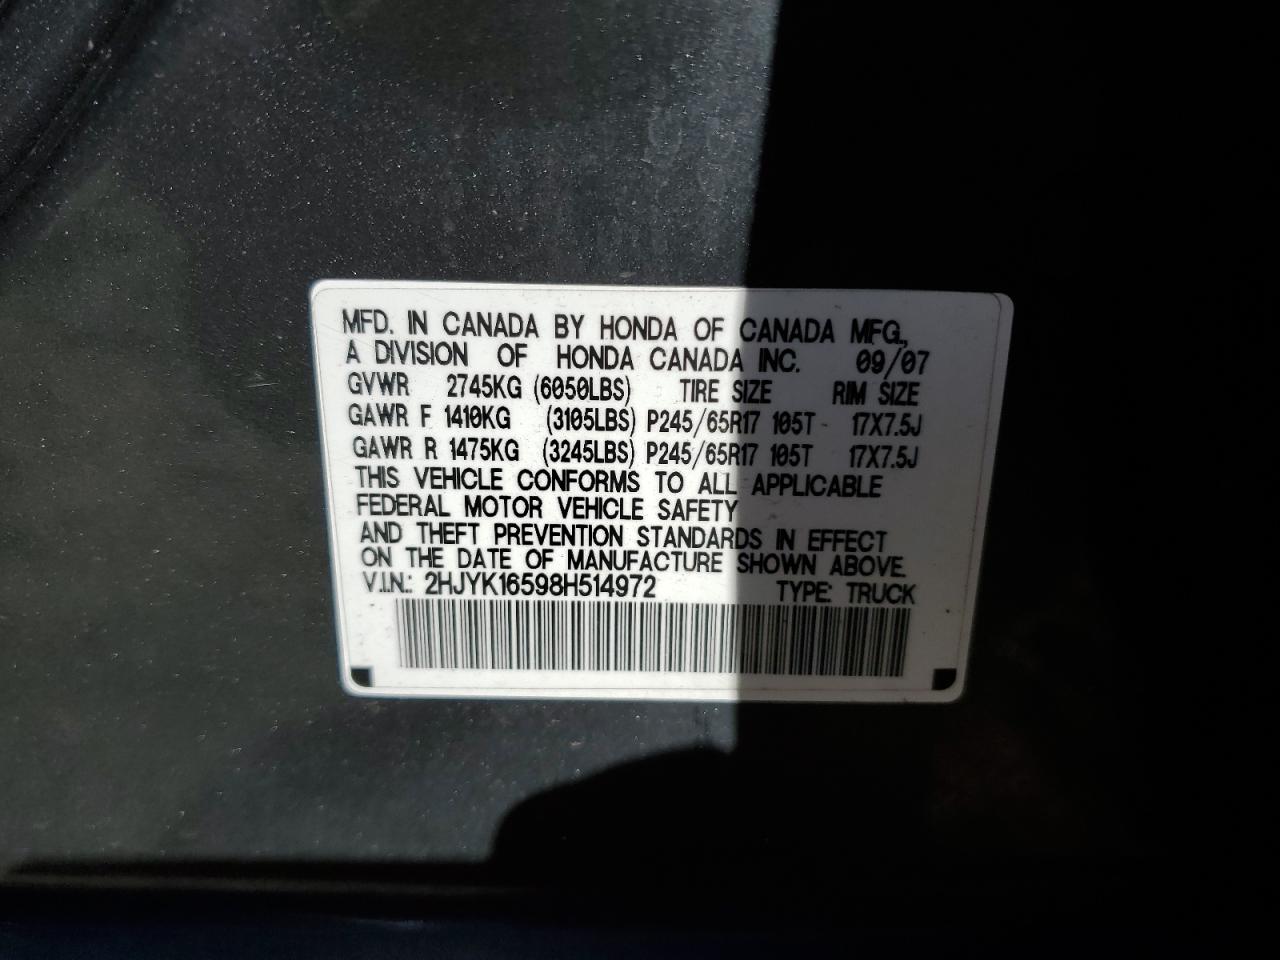 MFD. IN CANADA BY HONDA OF CANADA MFG.,
A DIVISION OF HONDA CANADA INC. 09/07
GVWR 2745KG (6050LBS) TIRE SIZE RIM SIZE
GAWR F 1410KG (3105LBS) P245/65R17 105T 17X7.5J
GAWR R 1475KG (3245LBS) P245/65R17 105T 17X7.5J
THIS VEHICLE CONFORMS TO ALL APPLICABLE
FEDERAL MOTOR VEHICLE SAFETY
AND THEFT PREVENTION STANDARDS IN EFFECT
ON THE DATE OF MANUFACTURE SHOWN ABOVE.
V.I.N.: 2HJYK16598H514972 TYPE: TRUCK